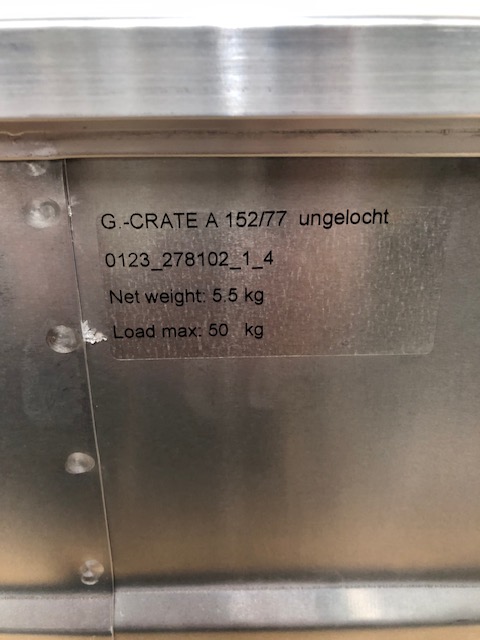 G.-CRATE A 152/77 ungelocht
0123_278102_1_4
Net weight: 5.5 kg
Load max: 50 kg